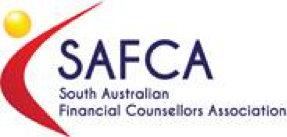 SAFCA
South Australian
Financial Counsellors Association